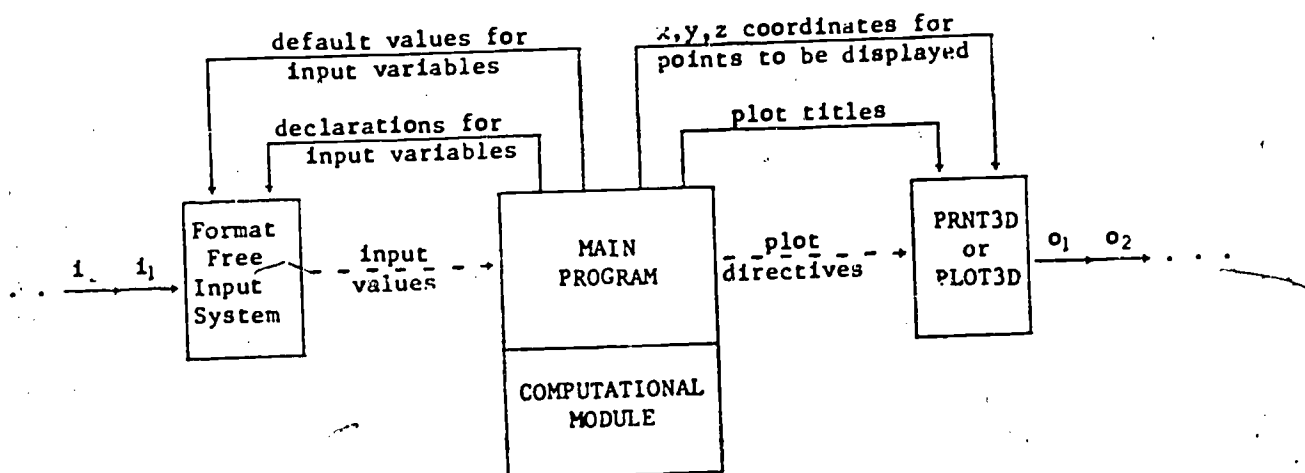 default values for
input variables
declarations for
input variables
x,y,z coordinates for
points to be displayed
plot titles
. . i i₁
Format
Free
Input
System
input
values
MAIN
PROGRAM
COMPUTATIONAL
MODULE
plot
directives
PRNT3D
or
PLOT3D
o₁ o₂ . . .